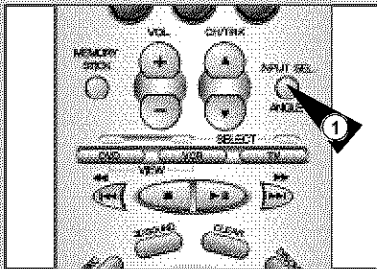 VOL CH/TRK
MEMORY
STICK
INPUT SEL
ANGLE
1
SELECT
DVD VCR TV
VIEW
SURROUND CLEAR